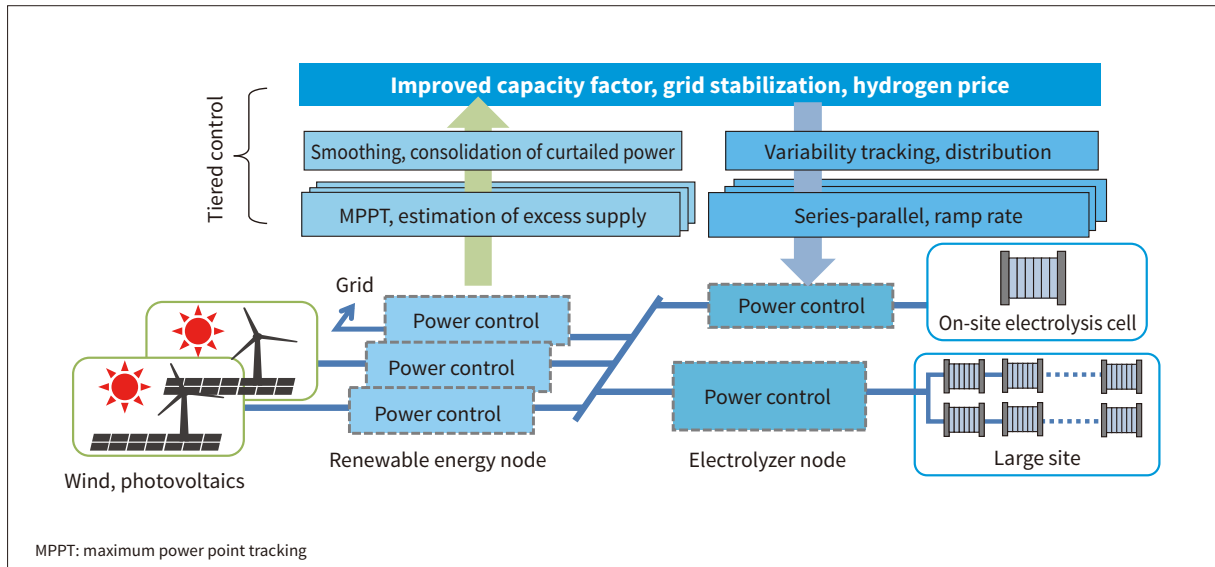 Improved capacity factor, grid stabilization, hydrogen price
Tiered control
Smoothing, consolidation of curtailed power
Variability tracking, distribution
MPPT, estimation of excess supply
Series-parallel, ramp rate
Grid
Power control
Power control
Power control
Power control
On-site electrolysis cell
Power control
Large site
Wind, photovoltaics
Renewable energy node
Electrolyzer node
MPPT: maximum power point tracking